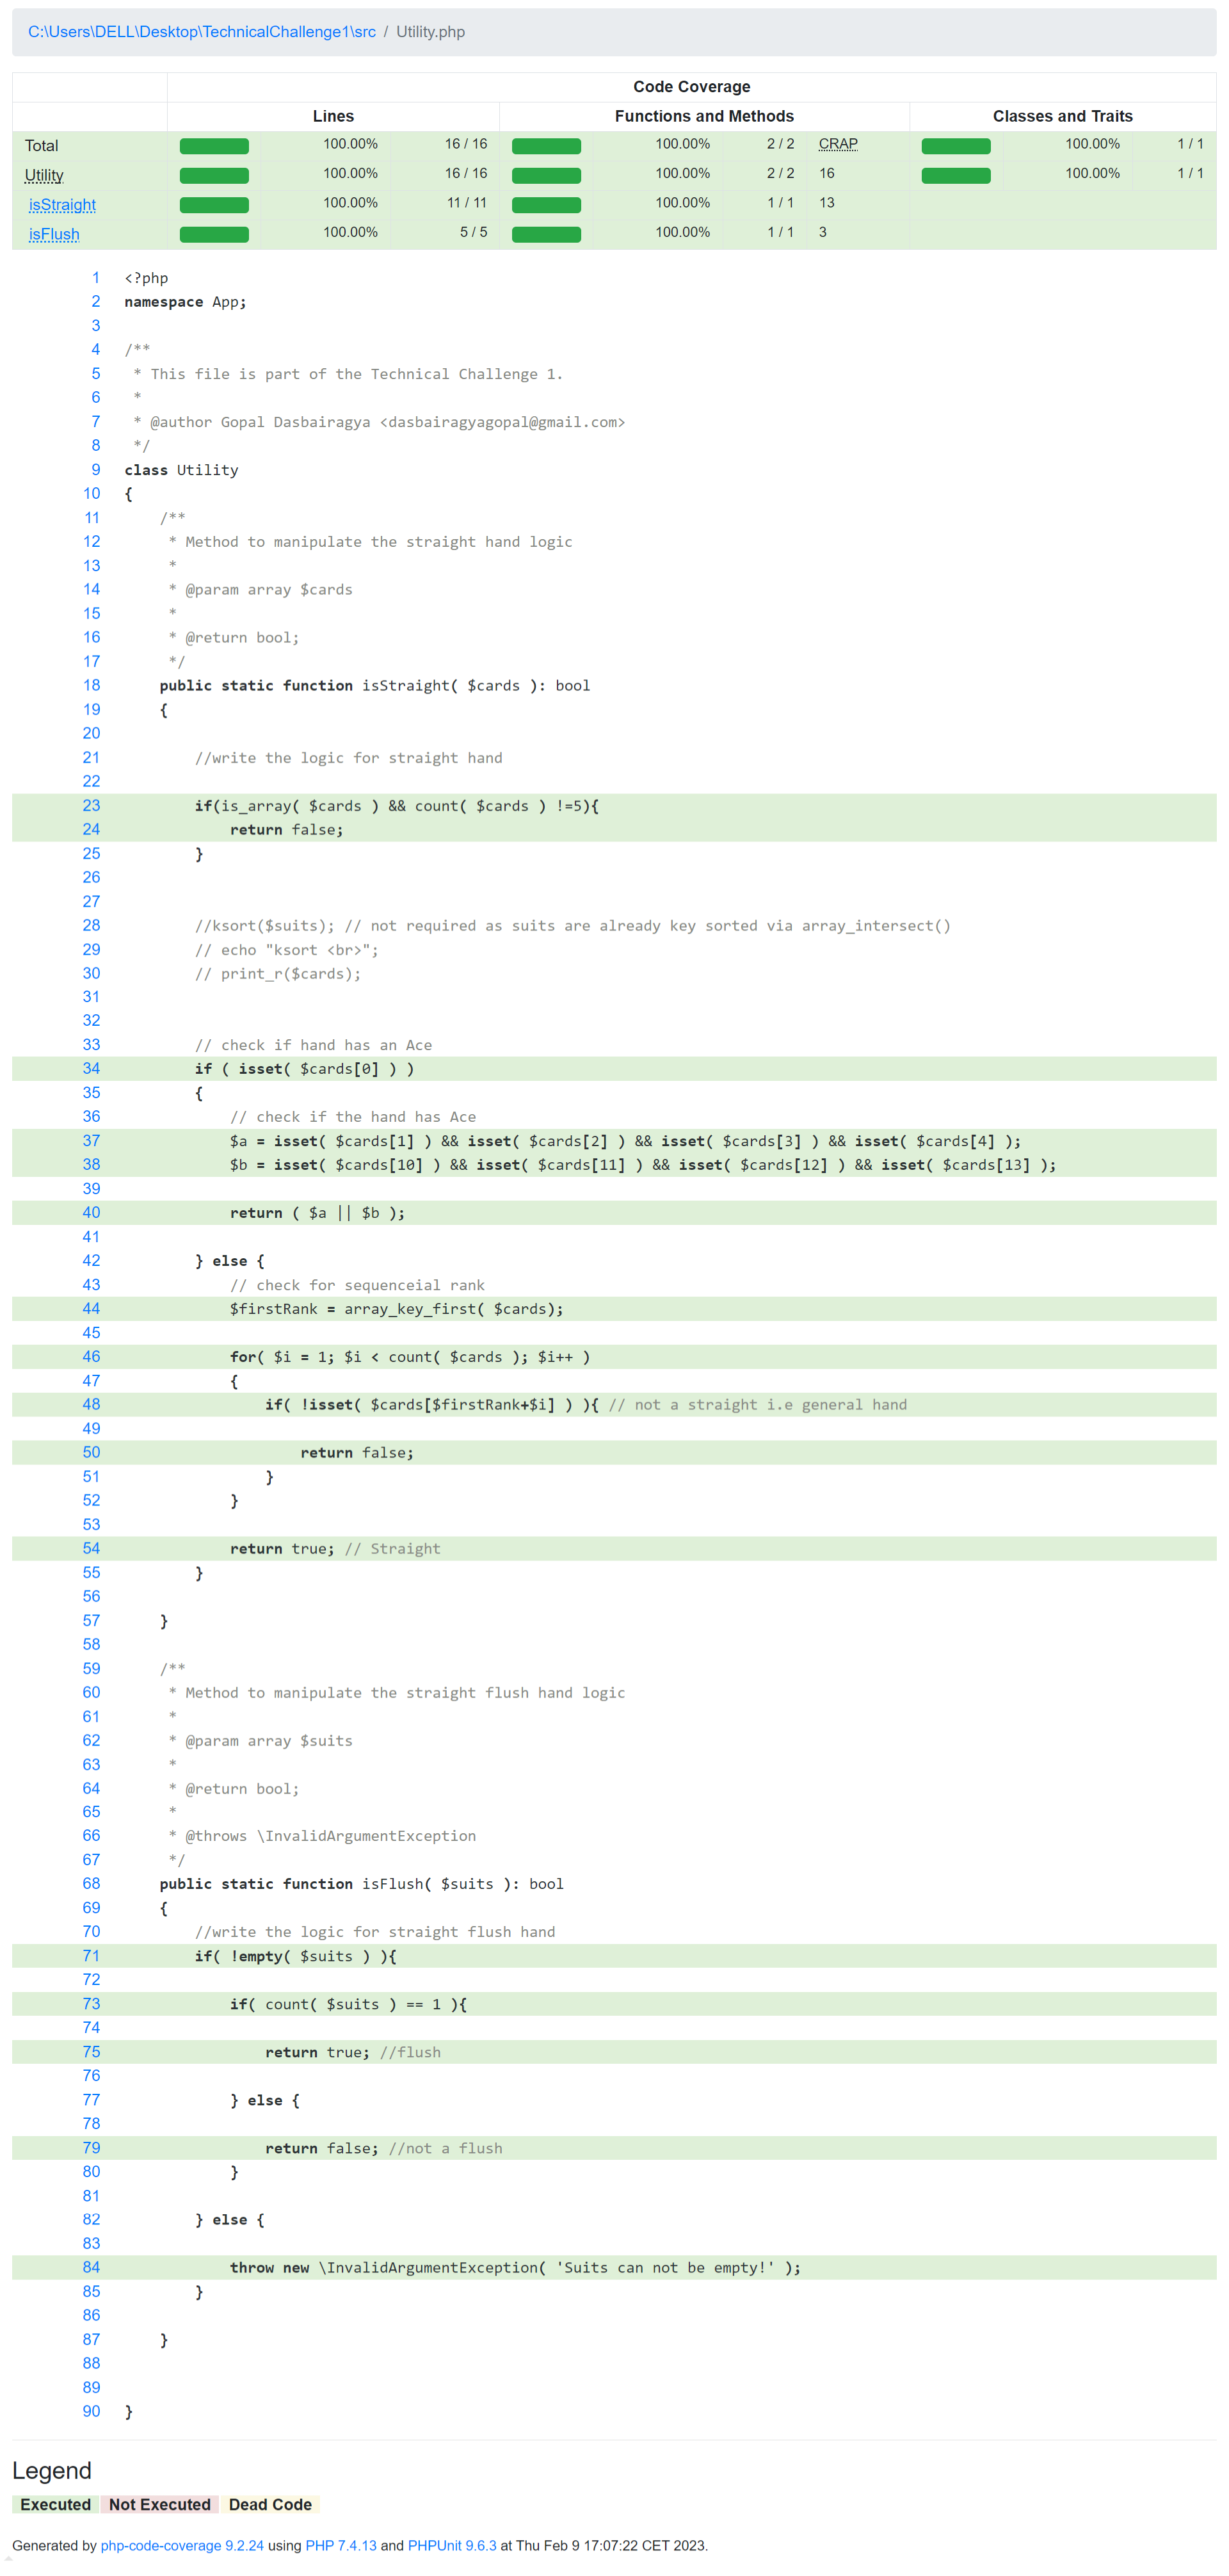 C:\Users\DELL\Desktop\TechnicalChallenge1\src / Utility.php
Code Coverage
Lines Functions and Methods Classes and Traits
Total 100.00% 16 / 16 100.00% 2 / 2 CRAP 100.00% 1 / 1
Utility 100.00% 16 / 16 100.00% 2 / 2 16 100.00% 1 / 1
isStraight 100.00% 11 / 11 100.00% 1 / 1 13
isFlush 100.00% 5 / 5 100.00% 1 / 1 3
1 <?php
2 namespace App;
3
4 /**
5  * This file is part of the Technical Challenge 1.
6  *
7  * @author Gopal Dasbairagya <dasbairagyagopal@gmail.com>
8  */
9 class Utility
10 {
11     /**
12      * Method to manipulate the straight hand logic
13      *
14      * @param array $cards
15      *
16      * @return bool;
17      */
18     public static function isStraight( $cards ): bool
19     {
20
21         //write the logic for straight hand
22
23         if(is_array( $cards ) && count( $cards ) !=5){
24             return false;
25         }
26
27
28         //ksort($suits); // not required as suits are already key sorted via array_intersect()
29         // echo "ksort <br>";
30         // print_r($cards);
31
32
33         // check if hand has an Ace
34         if ( isset( $cards[0] ) )
35         {
36             // check if the hand has Ace
37             $a = isset( $cards[1] ) && isset( $cards[2] ) && isset( $cards[3] ) && isset( $cards[4] );
38             $b = isset( $cards[10] ) && isset( $cards[11] ) && isset( $cards[12] ) && isset( $cards[13] );
39
40             return ( $a || $b );
41
42         } else {
43             // check for sequenceial rank
44             $firstRank = array_key_first( $cards);
45
46             for( $i = 1; $i < count( $cards ); $i++ )
47             {
48                 if( !isset( $cards[$firstRank+$i] ) ){ // not a straight i.e general hand
49
50                     return false;
51                 }
52             }
53
54             return true; // Straight
55         }
56
57     }
58
59     /**
60      * Method to manipulate the straight flush hand logic
61      *
62      * @param array $suits
63      *
64      * @return bool;
65      *
66      * @throws \InvalidArgumentException
67      */
68     public static function isFlush( $suits ): bool
69     {
70         //write the logic for straight flush hand
71         if( !empty( $suits ) ){
72
73             if( count( $suits ) == 1 ){
74
75                 return true; //flush
76
77             } else {
78
79                 return false; //not a flush
80             }
81
82         } else {
83
84             throw new \InvalidArgumentException( 'Suits can not be empty!' );
85         }
86
87     }
88
89
90 }
Legend
Executed Not Executed Dead Code
Generated by php-code-coverage 9.2.24 using PHP 7.4.13 and PHPUnit 9.6.3 at Thu Feb 9 17:07:22 CET 2023.